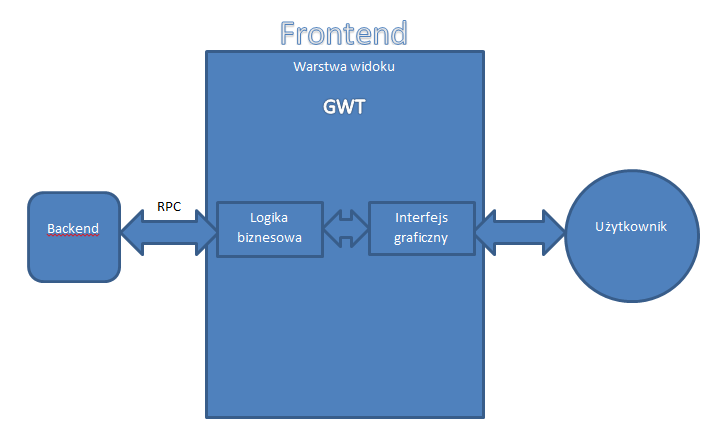 Frontend
Warstwa widoku
GWT
RPC
Backend
Logika
biznesowa
Interfejs
graficzny
Użytkownik